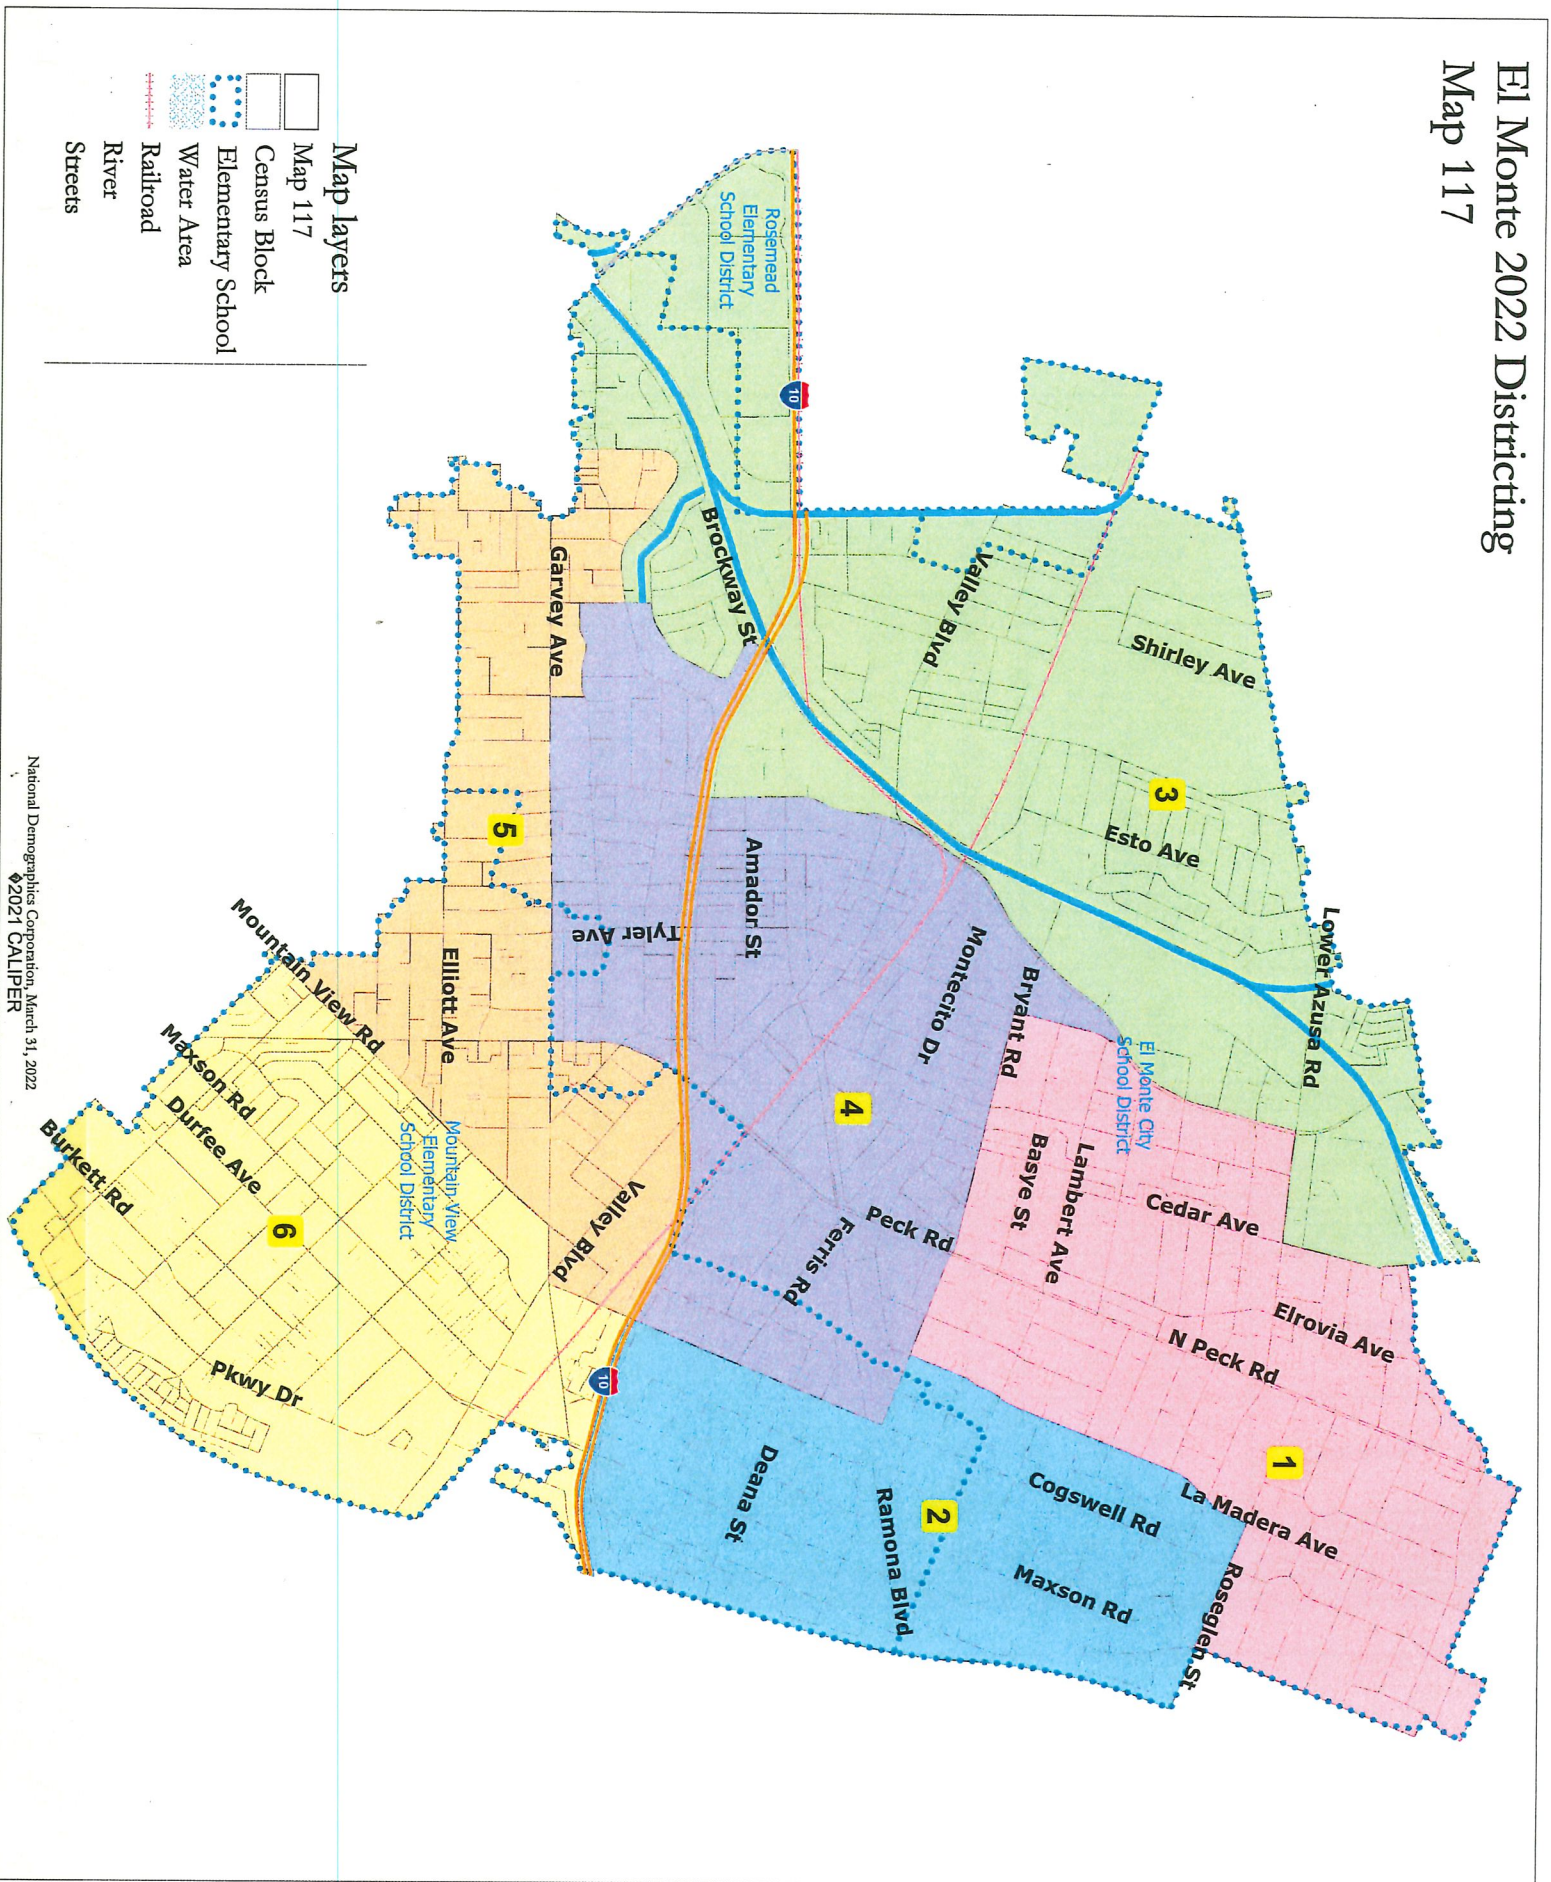 El Monte 2022 Districting
Map 117
Rosemead
Elementary
School District
10
Shirley Ave
Valley Blvd
Brockway St
Garvey Ave
3
Esto Ave
Lower Azusa Rd
5
Amador St
Tyler Ave
Montecito Dr
Bryant Rd
El Monte City
School District
Elliott Ave
Mountain View Rd
Maxson Rd
Durfee Ave
Burkett Rd
Mountain View
Elementary
School District
6
4
Basye St
Lambert Ave
Cedar Ave
Peck Rd
Ferris Rd
Valley Blvd
Elrovia Ave
N Peck Rd
Pkwy Dr
10
1
La Madera Ave
Cogswell Rd
2
Deana St
Ramona Blvd
Maxson Rd
Roseglen St
Map layers
Map 117
Census Block
Elementary School
Water Area
Railroad
River
Streets
National Demographics Corporation, March 31, 2022
�2021 CALIPER